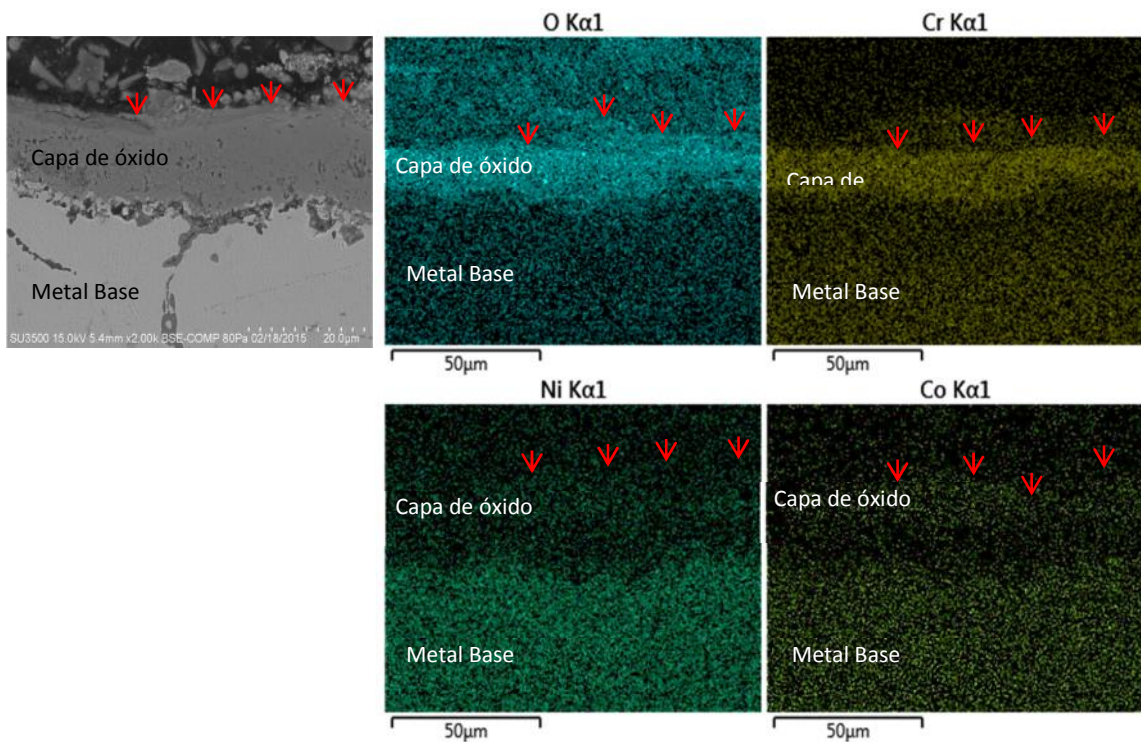 O Kα1
Cr Kα1
Capa de óxido
Metal Base
SU3500 15.0kV 5.4mm x2.00k BSE-COMP 80Pa 02/18/2015 20.0µm
Capa de óxido
Metal Base
50µm
Capa de
Metal Base
50µm
Ni Kα1
Co Kα1
Capa de óxido
Metal Base
50µm
Capa de óxido
Metal Base
50µm